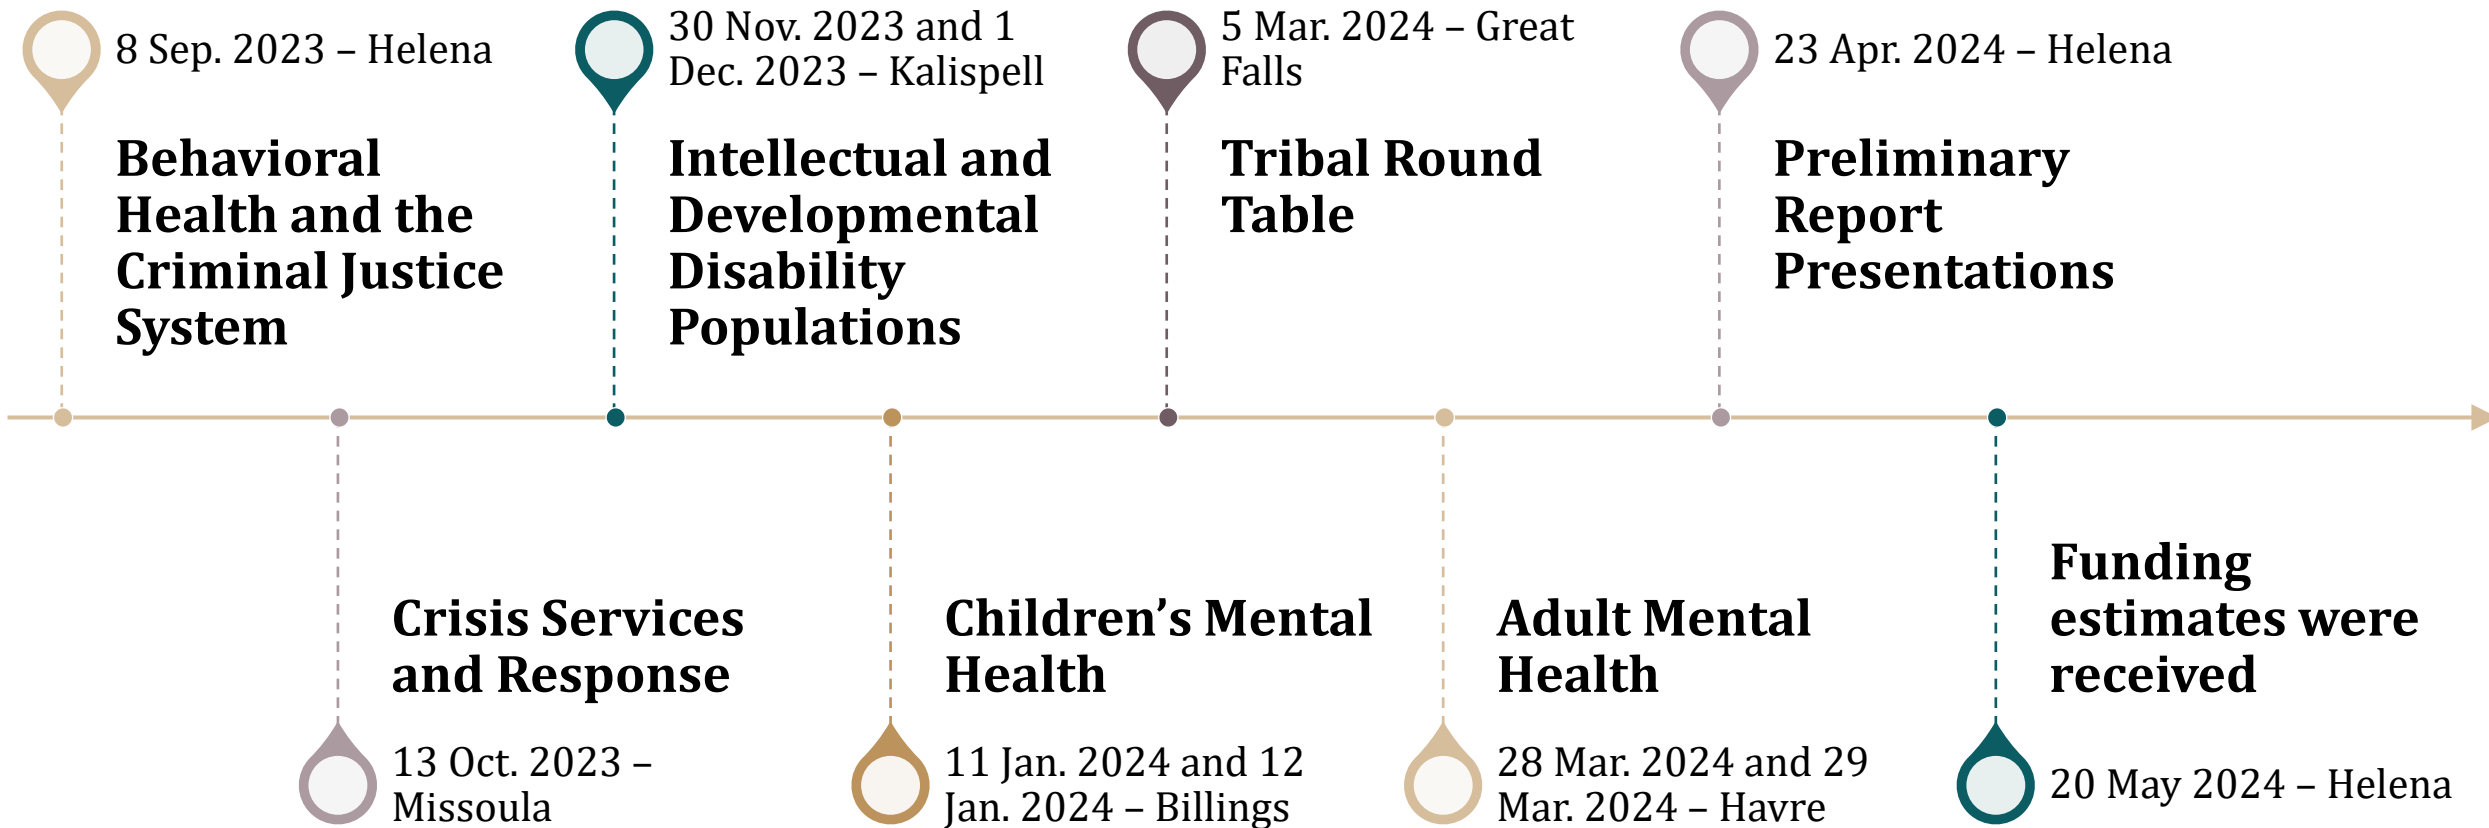 8 Sep. 2023 – Helena
Behavioral
Health and the
Criminal Justice
System
13 Oct. 2023 –
Missoula
Crisis Services
and Response
30 Nov. 2023 and 1
Dec. 2023 – Kalispell
Intellectual and
Developmental
Disability
Populations
Children’s Mental
Health
11 Jan. 2024 and 12
Jan. 2024 – Billings
5 Mar. 2024 – Great
Falls
Tribal Round
Table
Adult Mental
Health
28 Mar. 2024 and 29
Mar. 2024 – Havre
23 Apr. 2024 – Helena
Preliminary
Report
Presentations
Funding
estimates were
received
20 May 2024 – Helena